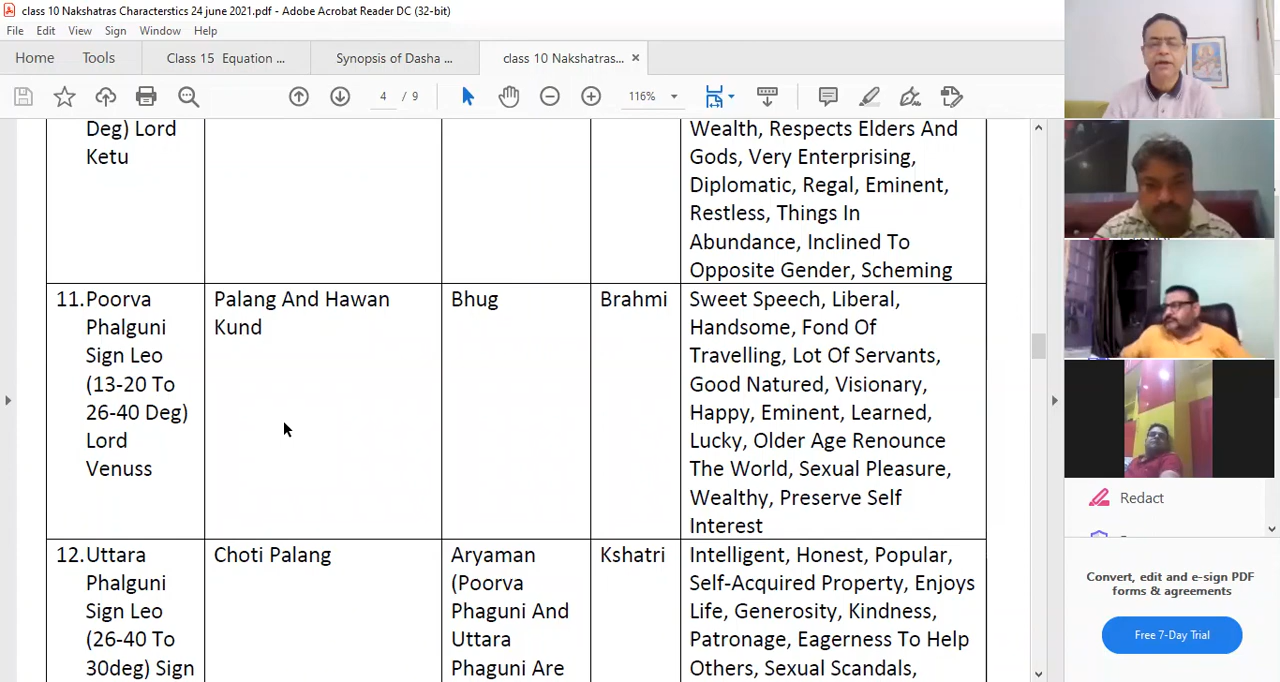 class 10 Nakshatras Characterstics 24 june 2021.pdf - Adobe Acrobat Reader DC (32-bit)
File Edit View Sign Window Help
Home Tools Class 15 Equation ... Synopsis of Dasha ... class 10 Nakshatras... ×
4 / 9 116%
Deg) Lord
Ketu
Wealth, Respects Elders And
Gods, Very Enterprising,
Diplomatic, Regal, Eminent,
Restless, Things In
Abundance, Inclined To
Opposite Gender, Scheming
11.Poorva
Phalguni
Sign Leo
(13-20 To
26-40 Deg)
Lord
Venuss
Palang And Hawan
Kund
Bhug
Brahmi
Sweet Speech, Liberal,
Handsome, Fond Of
Travelling, Lot Of Servants,
Good Natured, Visionary,
Happy, Eminent, Learned,
Lucky, Older Age Renounce
The World, Sexual Pleasure,
Wealthy, Preserve Self
Interest
12.Uttara
Phalguni
Sign Leo
(26-40 To
30deg) Sign
Choti Palang
Aryaman
(Poorva
Phaguni And
Uttara
Phaguni Are
Kshatri
Intelligent, Honest, Popular,
Self-Acquired Property, Enjoys
Life, Generosity, Kindness,
Patronage, Eagerness To Help
Others, Sexual Scandals,
Redact
Convert, edit and e-sign PDF
forms & agreements
Free 7-Day Trial